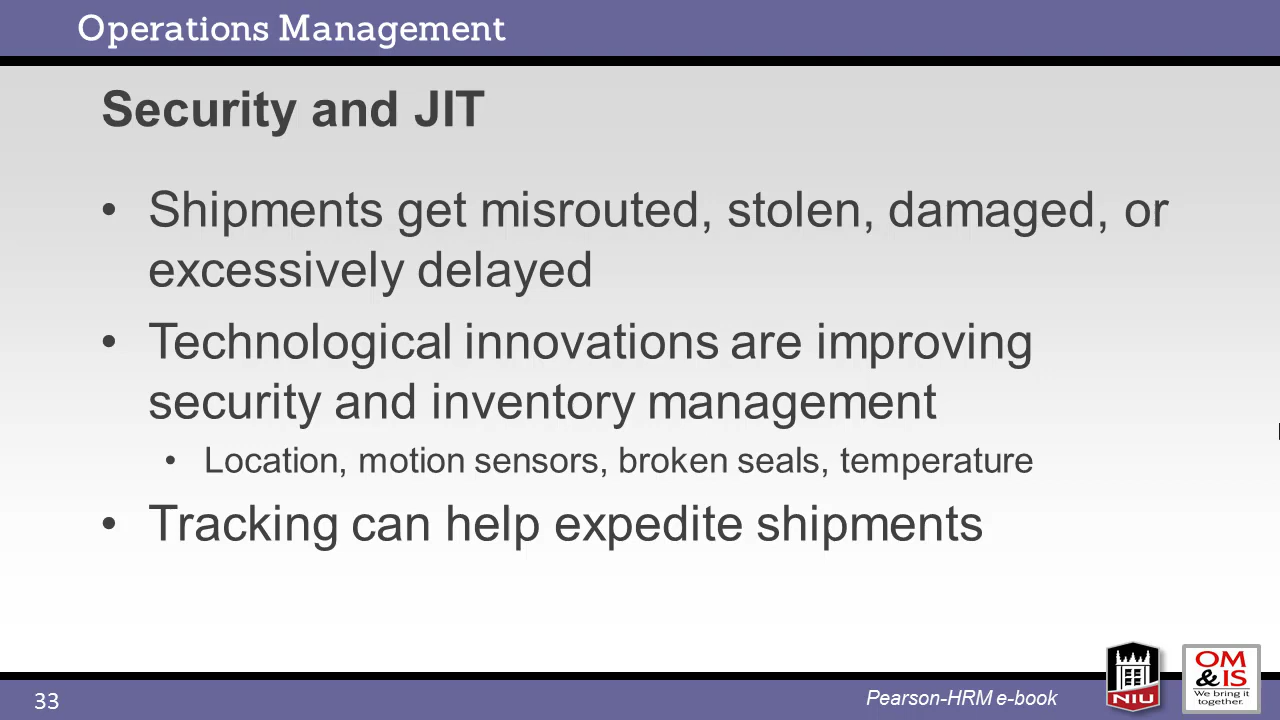 Operations Management
Security and JIT
• Shipments get misrouted, stolen, damaged, or
excessively delayed
• Technological innovations are improving
security and inventory management
• Location, motion sensors, broken seals, temperature
• Tracking can help expedite shipments
33
Pearson-HRM e-book
NIU
OM
&IS
We bring it
together.